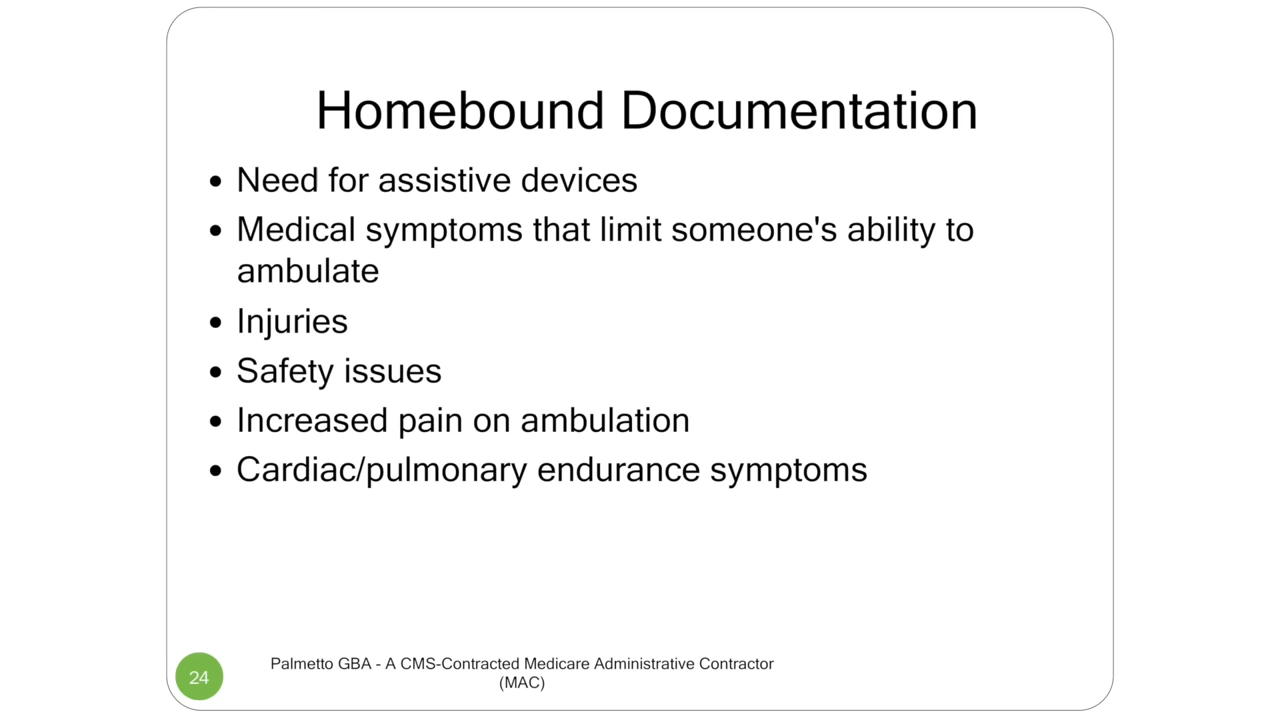 Homebound Documentation
• Need for assistive devices
• Medical symptoms that limit someone's ability to
ambulate
• Injuries
• Safety issues
• Increased pain on ambulation
• Cardiac/pulmonary endurance symptoms
24
Palmetto GBA - A CMS-Contracted Medicare Administrative Contractor
(MAC)